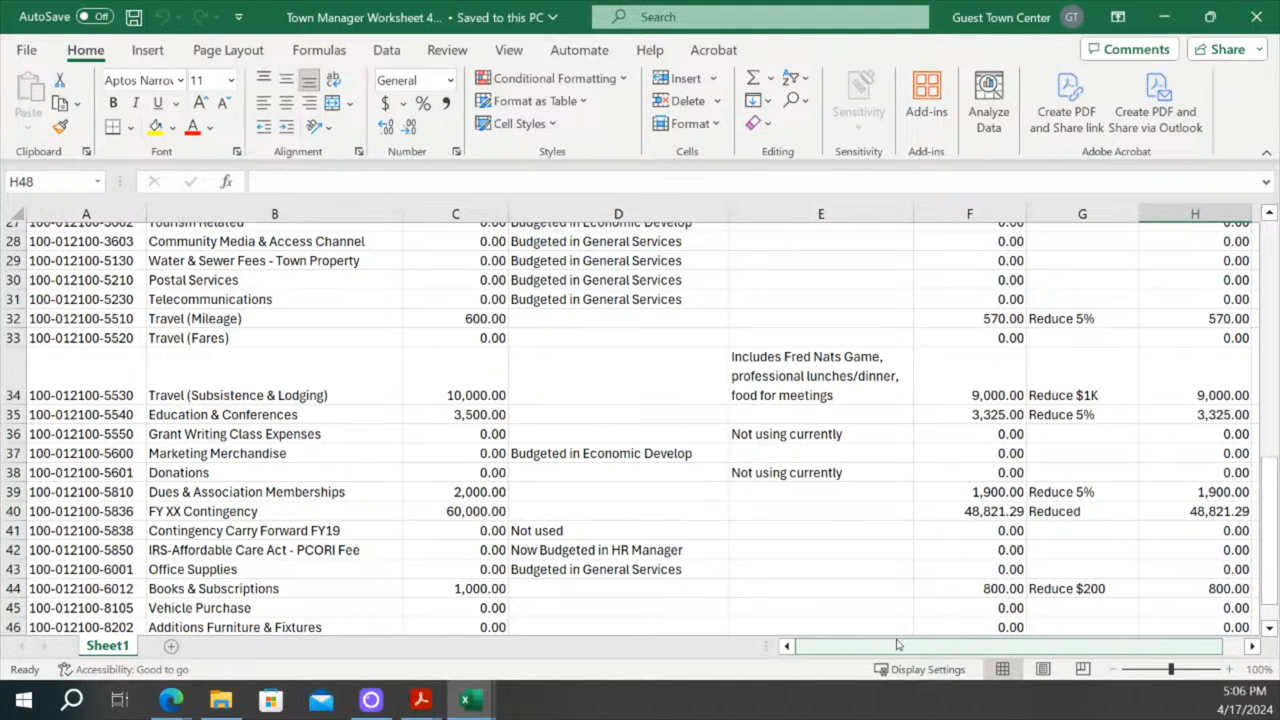 AutoSave Off Town Manager Worksheet 4... • Saved to this PC Search Guest Town Center GT
File Home Insert Page Layout Formulas Data Review View Automate Help Acrobat Comments Share
Aptos Narrov 11 General Conditional Formatting Insert
Paste B I U $ % Format as Table Delete Sensitivity Add-ins Analyze Data Create PDF and Share link Create PDF and Share via Outlook
Cell Styles Format
Clipboard Font Alignment Number Styles Cells Editing Sensitivity Add-ins Adobe Acrobat
H48 fx
A B C D E F G H
28 100-012100-3603 Community Media & Access Channel 0.00 Budgeted in General Services 0.00 0.00
29 100-012100-5130 Water & Sewer Fees - Town Property 0.00 Budgeted in General Services 0.00 0.00
30 100-012100-5210 Postal Services 0.00 Budgeted in General Services 0.00 0.00
31 100-012100-5230 Telecommunications 0.00 Budgeted in General Services 0.00 0.00
32 100-012100-5510 Travel (Mileage) 600.00 570.00 Reduce 5% 570.00
33 100-012100-5520 Travel (Fares) 0.00 0.00 0.00
Includes Fred Nats Game,
professional lunches/dinner,
34 100-012100-5530 Travel (Subsistence & Lodging) 10,000.00 food for meetings 9,000.00 Reduce $1K 9,000.00
35 100-012100-5540 Education & Conferences 3,500.00 3,325.00 Reduce 5% 3,325.00
36 100-012100-5550 Grant Writing Class Expenses 0.00 Not using currently 0.00 0.00
37 100-012100-5600 Marketing Merchandise 0.00 Budgeted in Economic Develop 0.00 0.00
38 100-012100-5601 Donations 0.00 Not using currently 0.00 0.00
39 100-012100-5810 Dues & Association Memberships 2,000.00 1,900.00 Reduce 5% 1,900.00
40 100-012100-5836 FY XX Contingency 60,000.00 48,821.29 Reduced 48,821.29
41 100-012100-5838 Contingency Carry Forward FY19 0.00 Not used 0.00 0.00
42 100-012100-5850 IRS-Affordable Care Act - PCORI Fee 0.00 Now Budgeted in HR Manager 0.00 0.00
43 100-012100-6001 Office Supplies 0.00 Budgeted in General Services 0.00 0.00
44 100-012100-6012 Books & Subscriptions 1,000.00 800.00 Reduce $200 800.00
45 100-012100-8105 Vehicle Purchase 0.00 0.00 0.00
46 100-012100-8202 Additions Furniture & Fixtures 0.00 0.00 0.00
Sheet1
Ready Accessibility: Good to go Display Settings 100%
5:06 PM
4/17/2024